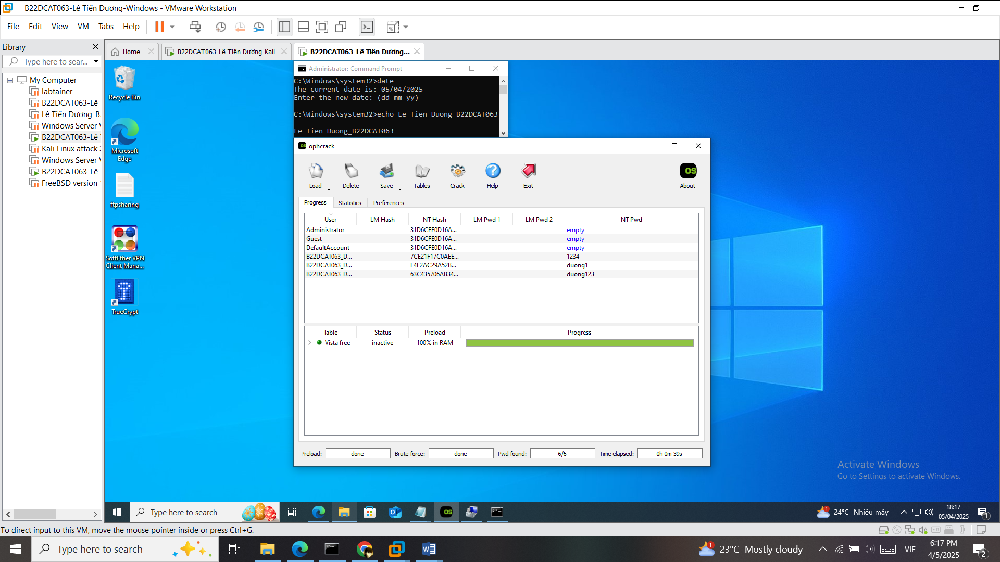 B22DCAT063-Lê Tiến Dương-Windows - VMware Workstation
File Edit View VM Tabs Help
Library
Type here to sear...
My Computer
labtainer
B22DCAT063-Lê
Lê Tiến Dương_B
Windows Server
B22DCAT063-Lê
Kali Linux attack
Windows Server
B22DCAT063-Lê
FreeBSD version
Home
B22DCAT063-Lê Tiến Dương-Kali
B22DCAT063-Lê Tiến Dương...
Recycle Bin
Microsoft
Edge
ftpsharing
SoftEther VPN
Client Mana...
TrueCrypt
Administrator: Command Prompt
C:\Windows\system32>date
The current date is: 05/04/2025
Enter the new date: (dd-mm-yy)
C:\Windows\system32>echo Le Tien Duong_B22DCAT063
Le Tien Duong_B22DCAT063
ophcrack
Load Delete Save Tables Crack Help Exit
OS
About
Progress Statistics Preferences
User LM Hash NT Hash LM Pwd 1 LM Pwd 2 NT Pwd
Administrator 31D6CFE0D16A... empty
Guest 31D6CFE0D16A... empty
DefaultAccount 31D6CFE0D16A... empty
B22DCAT063_D... 7CE21F17C0AEE... 1234
B22DCAT063_D... F4E2AC29A52B... duong1
B22DCAT063_D... 63C435706AB34... duong123
Table Status Preload Progress
Vista free inactive 100% in RAM
Preload: done Brute force: done Pwd found: 6/6 Time elapsed: 0h 0m 39s
Activate Windows
Go to Settings to activate Windows.
Type here to search
OS
1
24°C Nhiều mây
18:17
05/04/2025
1
To direct input to this VM, move the mouse pointer inside or press Ctrl+G.
Type here to search
1
23°C Mostly cloudy
VIE
6:17 PM
4/5/2025
2